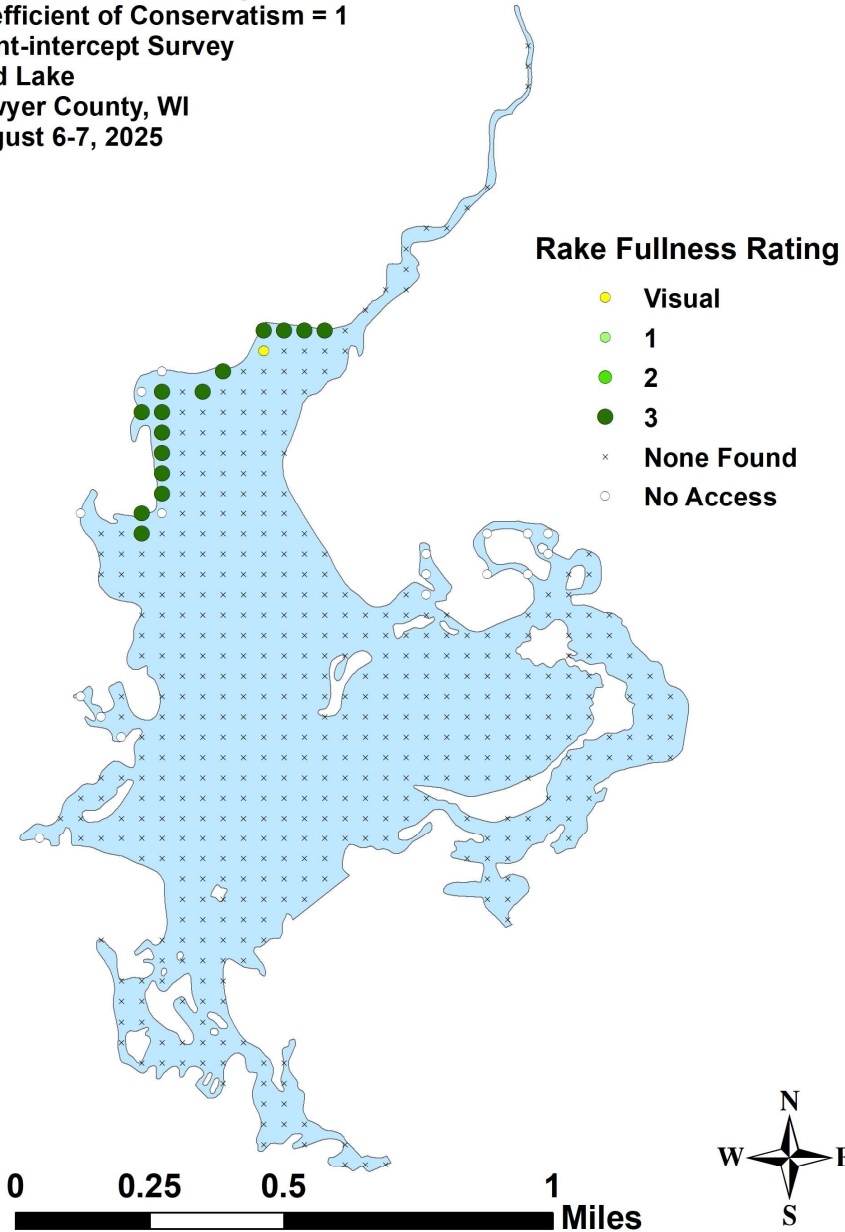 efficient of Conservatism = 1
nt-intercept Survey
d Lake
wyer County, WI
gust 6-7, 2025
Rake Fullness Rating
Visual
1
2
3
None Found
No Access
N
W
E
S
0 0.25 0.5 1
Miles